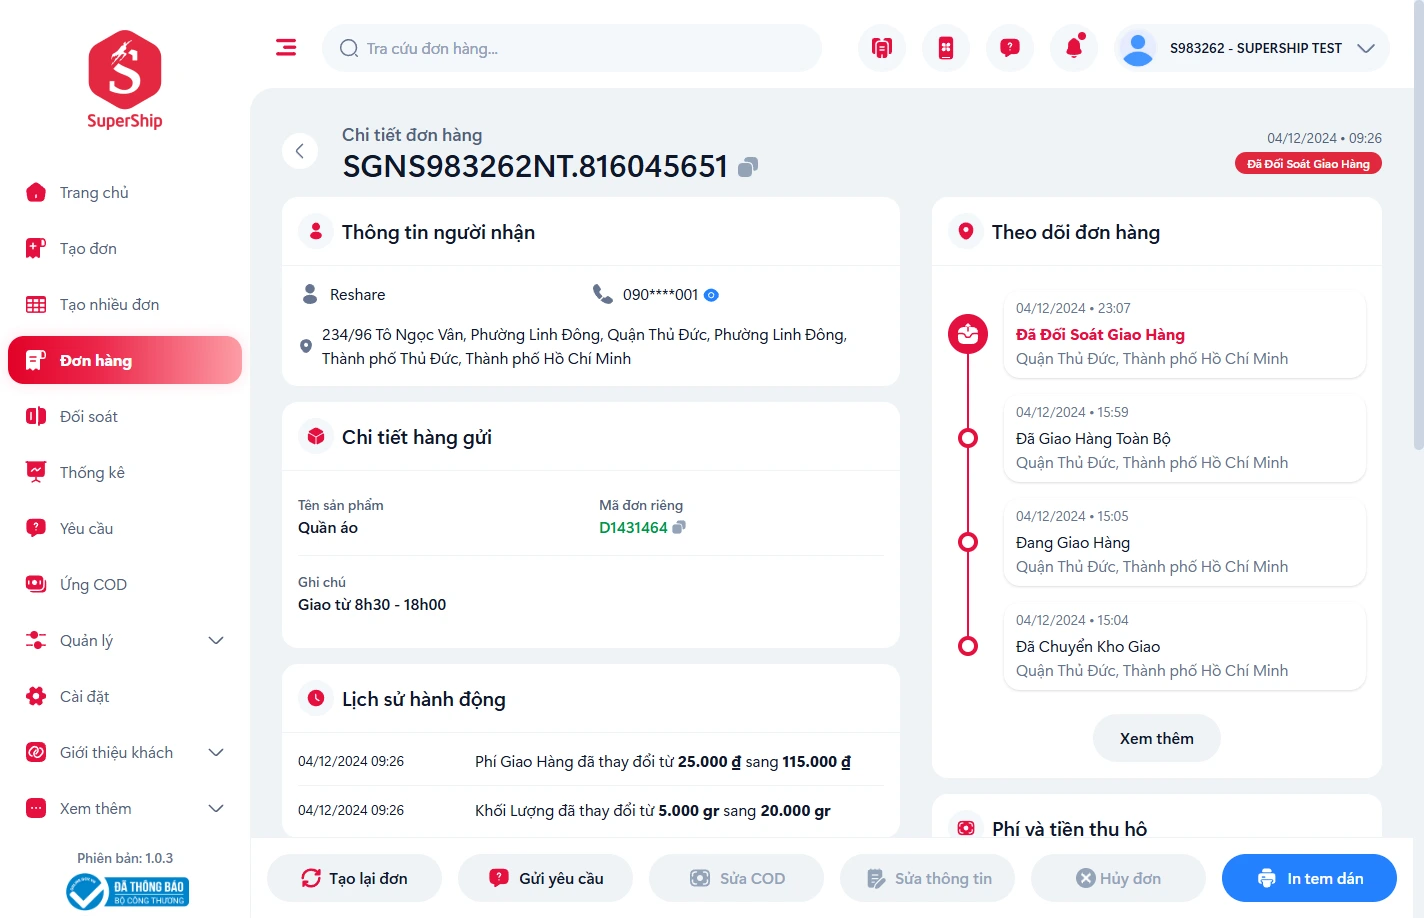 SuperShip
Trang chủ
Tạo đơn
Tạo nhiều đơn
Đơn hàng
Đối soát
Thống kê
Yêu cầu
Ứng COD
Quản lý
Cài đặt
Giới thiệu khách
Xem thêm
Phiên bản: 1.0.3
ĐÃ THÔNG BÁO
BỘ CÔNG THƯƠNG
Tra cứu đơn hàng...
S983262 - SUPERSHIP TEST
Chi tiết đơn hàng
SGNS983262NT.816045651
04/12/2024 • 09:26
Đã Đối Soát Giao Hàng
Thông tin người nhận
Reshare
090****001
234/96 Tô Ngọc Vân, Phường Linh Đông, Quận Thủ Đức, Phường Linh Đông,
Thành phố Thủ Đức, Thành phố Hồ Chí Minh
Chi tiết hàng gửi
Tên sản phẩm
Quần áo
Mã đơn riêng
D1431464
Ghi chú
Giao từ 8h30 - 18h00
Lịch sử hành động
04/12/2024 09:26
Phí Giao Hàng đã thay đổi từ 25.000 ₫ sang 115.000 ₫
04/12/2024 09:26
Khối Lượng đã thay đổi từ 5.000 gr sang 20.000 gr
Theo dõi đơn hàng
04/12/2024 • 23:07
Đã Đối Soát Giao Hàng
Quận Thủ Đức, Thành phố Hồ Chí Minh
04/12/2024 • 15:59
Đã Giao Hàng Toàn Bộ
Quận Thủ Đức, Thành phố Hồ Chí Minh
04/12/2024 • 15:05
Đang Giao Hàng
Quận Thủ Đức, Thành phố Hồ Chí Minh
04/12/2024 • 15:04
Đã Chuyển Kho Giao
Quận Thủ Đức, Thành phố Hồ Chí Minh
Xem thêm
Phí và tiền thu hộ
Tạo lại đơn
Gửi yêu cầu
Sửa COD
Sửa thông tin
Hủy đơn
In tem dán